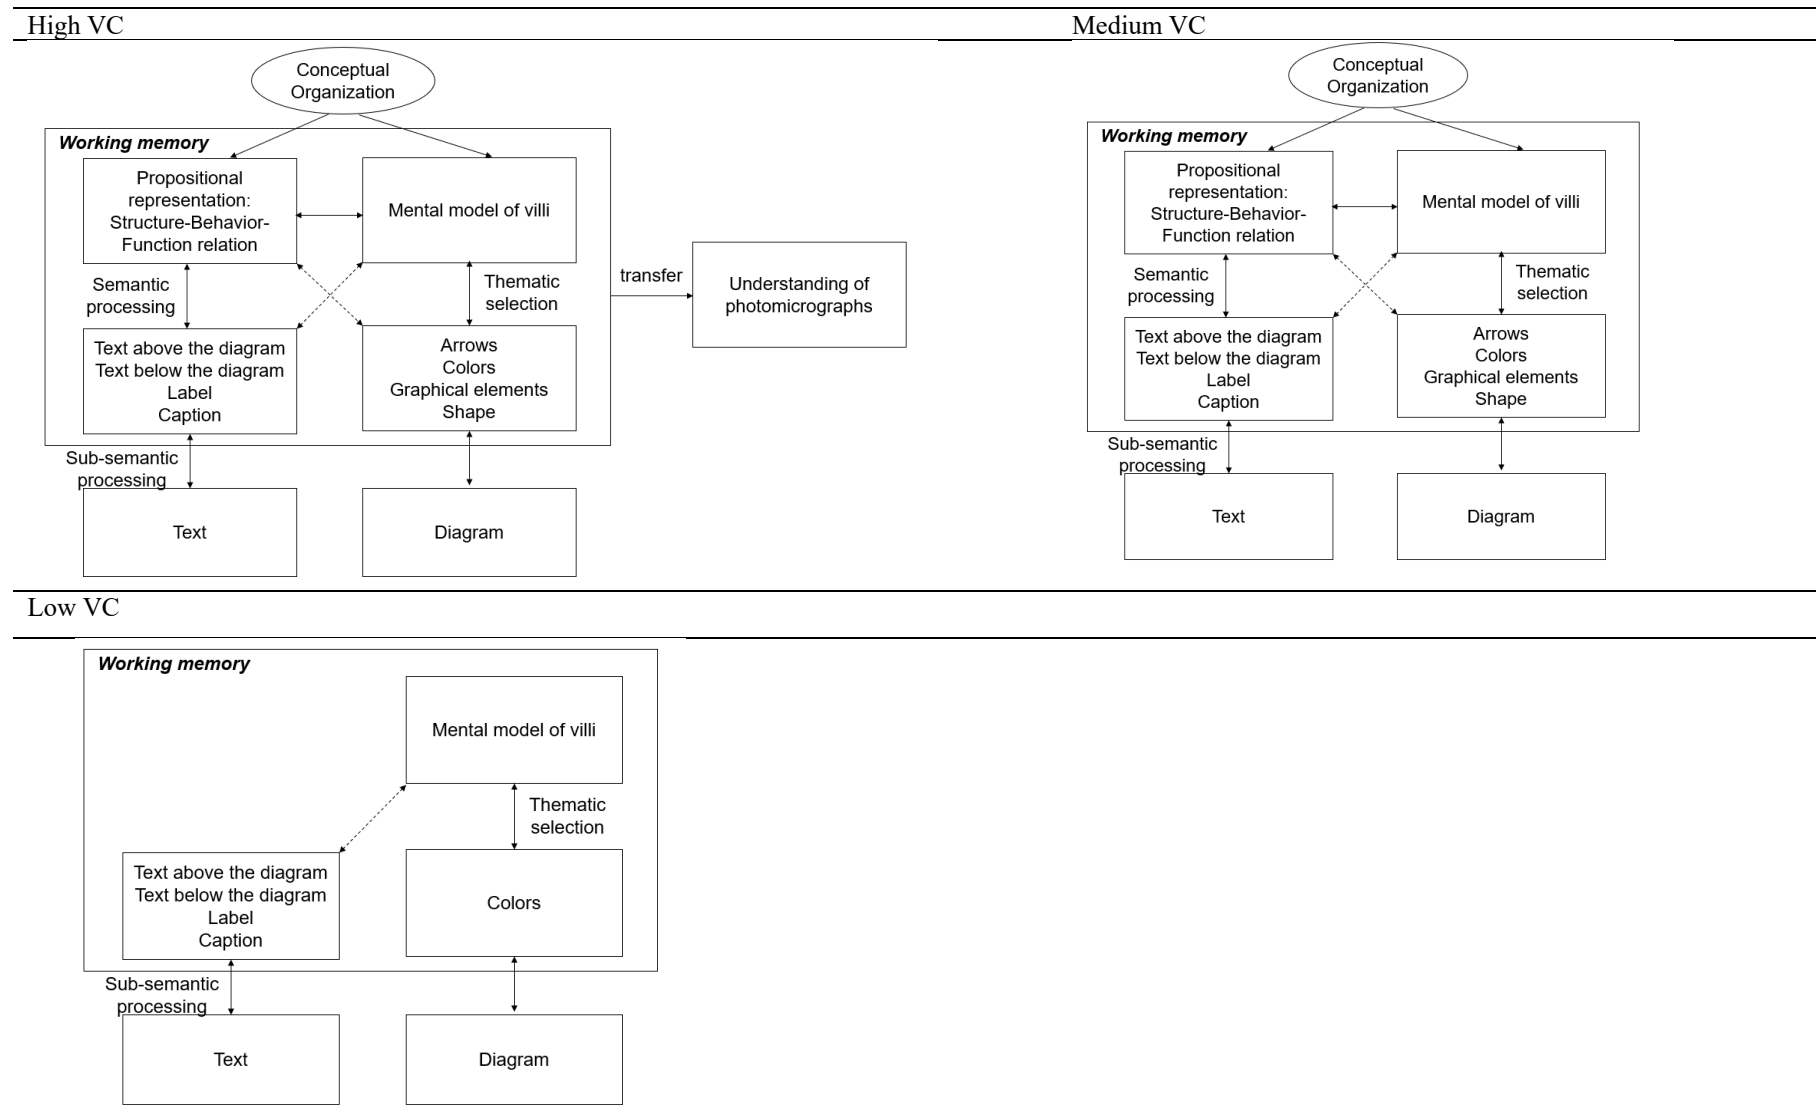 High VC
Conceptual
Organization
Working memory
Propositional
representation:
Structure-Behavior-
Function relation
Mental model of villi
Semantic
processing
Thematic
selection
Text above the diagram
Text below the diagram
Label
Caption
Arrows
Colors
Graphical elements
Shape
transfer
Understanding of
photomicrographs
Sub-semantic
processing
Text
Diagram
Medium VC
Conceptual
Organization
Working memory
Propositional
representation:
Structure-Behavior-
Function relation
Mental model of villi
Semantic
processing
Thematic
selection
Text above the diagram
Text below the diagram
Label
Caption
Arrows
Colors
Graphical elements
Shape
Sub-semantic
processing
Text
Diagram
Low VC
Working memory
Mental model of villi
Thematic
selection
Text above the diagram
Text below the diagram
Label
Caption
Colors
Sub-semantic
processing
Text
Diagram